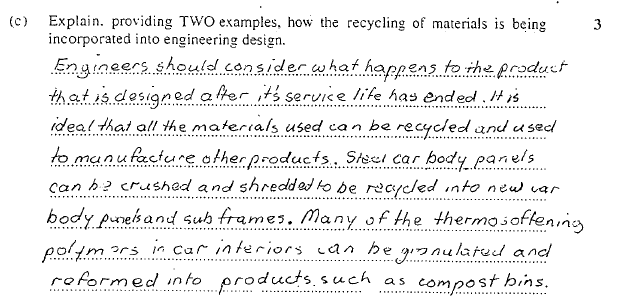 (c) Explain, providing TWO examples, how the recycling of materials is being 3
incorporated into engineering design.
Engineers should consider what happens to the product
that is designed after it's service life has ended. It is
ideal that all the materials used can be recycled and used
to manufacture other products. Steel car body panels
can be crushed and shredded to be recycled into new car
body panels and sub frames. Many of the thermosoftening
polymers in car interiors can be granulated and
reformed into products such as compost bins.